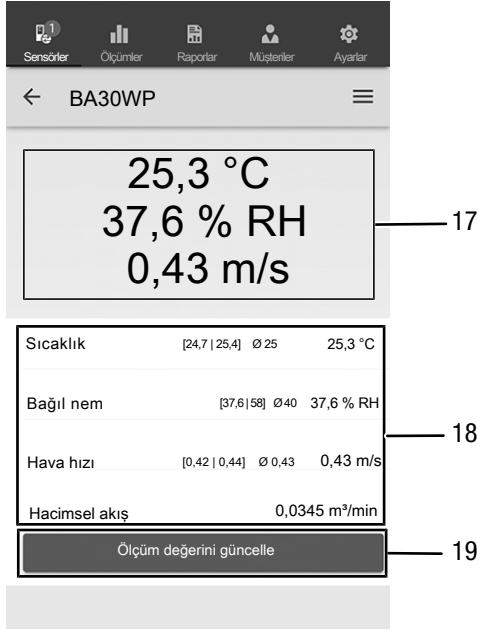 1
Sensörler Ölçümler Raporlar Müşteriler Ayarlar
BA30WP
25,3 °C
37,6 % RH
0,43 m/s
17
Sıcaklık [24,7 | 25,4] Ø 25 25,3 °C
Bağıl nem [37,6|58] Ø40 37,6 % RH
18
Hava hızı [0,42 | 0,44] Ø 0,43 0,43 m/s
Hacimsel akış 0,0345 m³/min
Ölçüm değerini güncelle
19